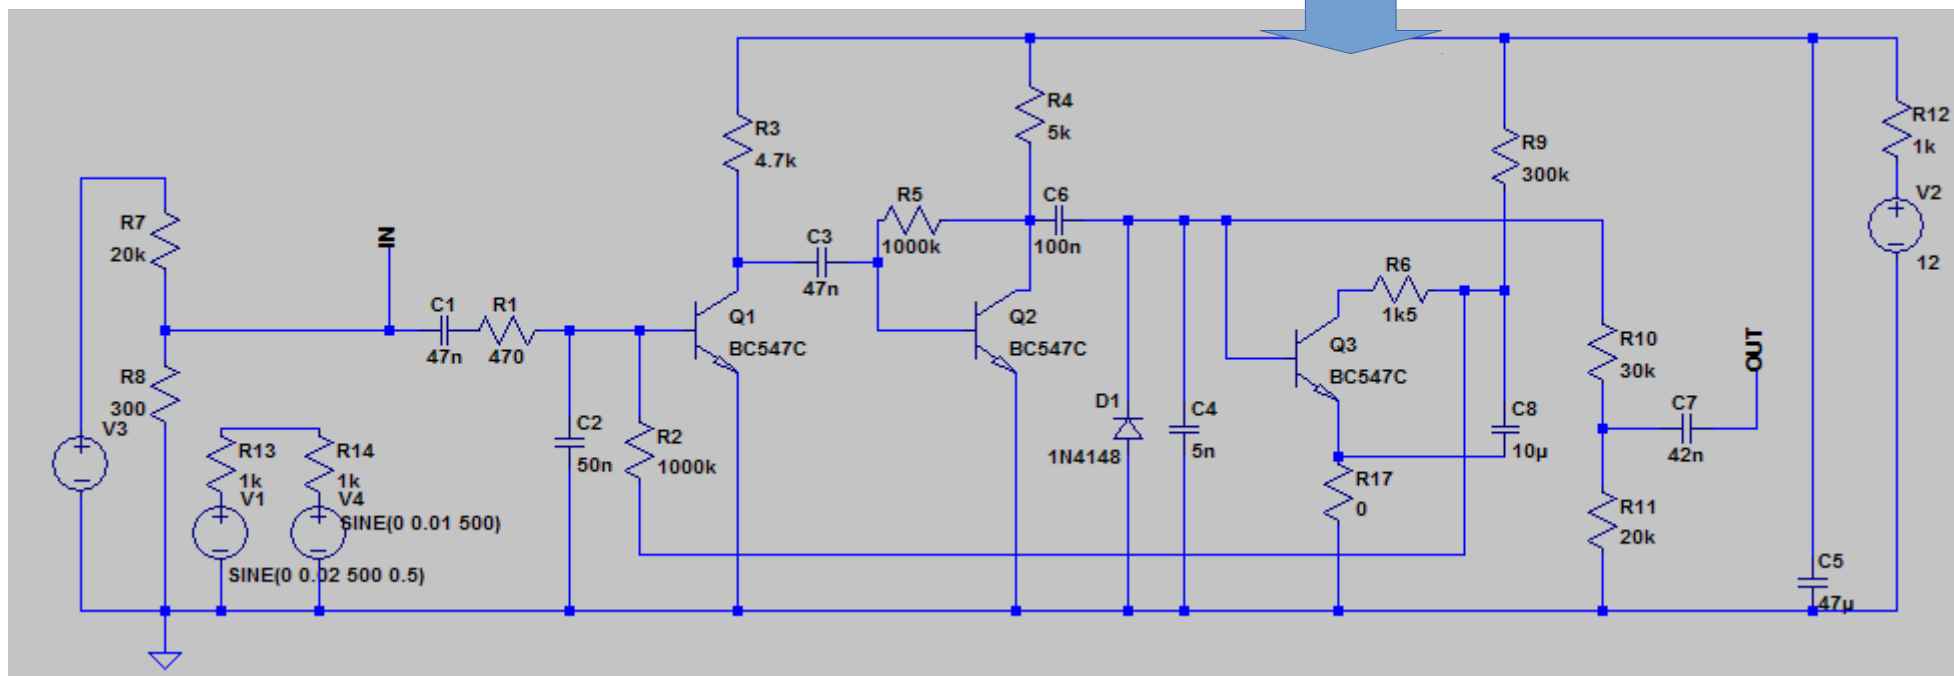 R3
4.7k
R4
5k
R9
300k
R12
1k
V2
12
R7
20k
IN
R5
1000k
C6
100n
C3
47n
C1
47n
R1
470
Q1
BC547C
Q2
BC547C
R6
1k5
Q3
BC547C
R10
30k
OUT
R8
300
V3
R13
1k
V1
SINE(0 0.02 500 0.5)
R14
1k
V4
SINE(0 0.01 500)
C2
50n
R2
1000k
D1
1N4148
C4
5n
C8
10µ
R17
0
C7
42n
R11
20k
C5
47µ